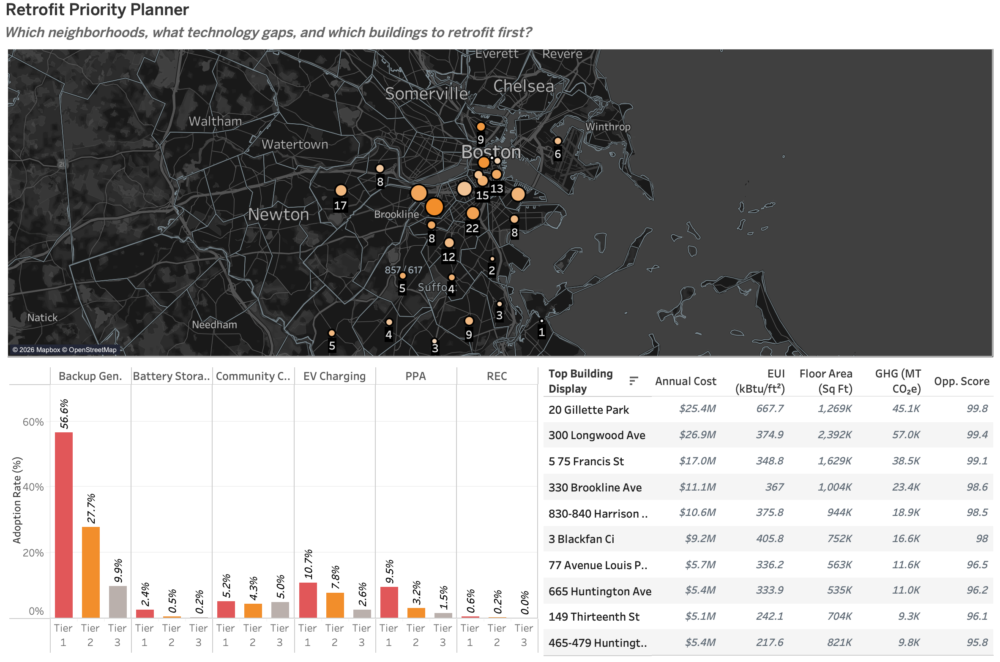 Retrofit Priority Planner
Which neighborhoods, what technology gaps, and which buildings to retrofit first?
Everett Revere
Chelsea
Somerville
Waltham
Winthrop
9
Watertown
Boston
6
20
8
13
15
17
Newton
Brookline
22
8
8
12
857/617
2
5
4
3
Natick
Needham
4
9
1
5
3
© 2026 Mapbox © OpenStreetMap
Backup Gen. Battery Stora.. Community C.. EV Charging PPA REC
Adoption Rate (%)
60%
40%
20%
0%
56.6% 27.7% 9.9% 2.4% 0.5% 0.2% 5.2% 4.3% 5.0% 10.7% 7.8% 2.6% 9.5% 3.2% 1.5% 0.6% 0.2% 0.0%
Tier Tier Tier Tier Tier Tier Tier Tier Tier Tier Tier Tier Tier Tier Tier Tier Tier Tier
1 2 3 1 2 3 1 2 3 1 2 3 1 2 3 1 2 3
Top Building EUI Floor Area GHG (MT
Display Annual Cost (kBtu/ft²) (Sq Ft) CO₂e) Opp. Score
20 Gillette Park $25.4M 667.7 1,269K 45.1K 99.8
300 Longwood Ave $26.9M 374.9 2,392K 57.0K 99.4
5 75 Francis St $17.0M 348.8 1,629K 38.5K 99.1
330 Brookline Ave $11.1M 367 1,004K 23.4K 98.6
830-840 Harrison .. $10.6M 375.8 944K 18.9K 98.5
3 Blackfan Ci $9.2M 405.8 752K 16.6K 98
77 Avenue Louis P.. $5.7M 336.2 563K 11.6K 96.5
665 Huntington Ave $5.4M 333.9 535K 11.0K 96.2
149 Thirteenth St $5.1M 242.1 704K 9.3K 96.1
465-479 Huntingt.. $5.4M 217.6 821K 9.8K 95.8